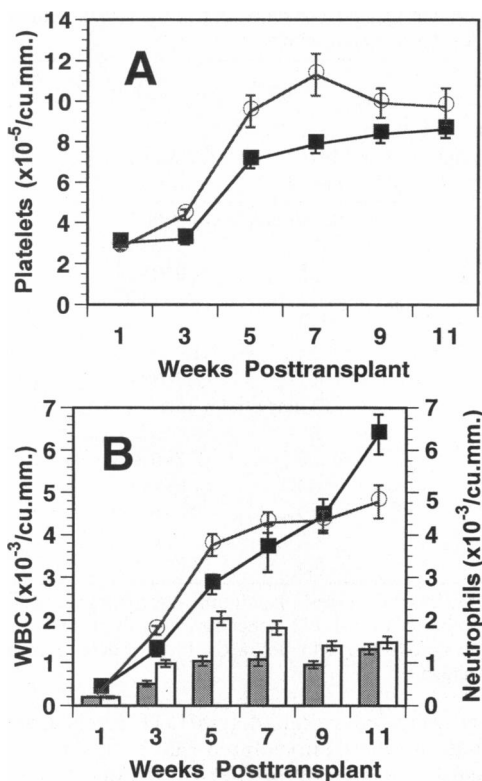 14
12
A
10
8
6
4
2
0
Platelets (x10⁻⁵/cu.mm.)
1 3 5 7 9 11
Weeks Posttransplant
7 7
B
6 6
5 5
4 4
3 3
2 2
1 1
0 0
WBC (x10⁻³/cu.mm.)
Neutrophils (x10⁻³/cu.mm.)
1 3 5 7 9 11
Weeks Posttransplant